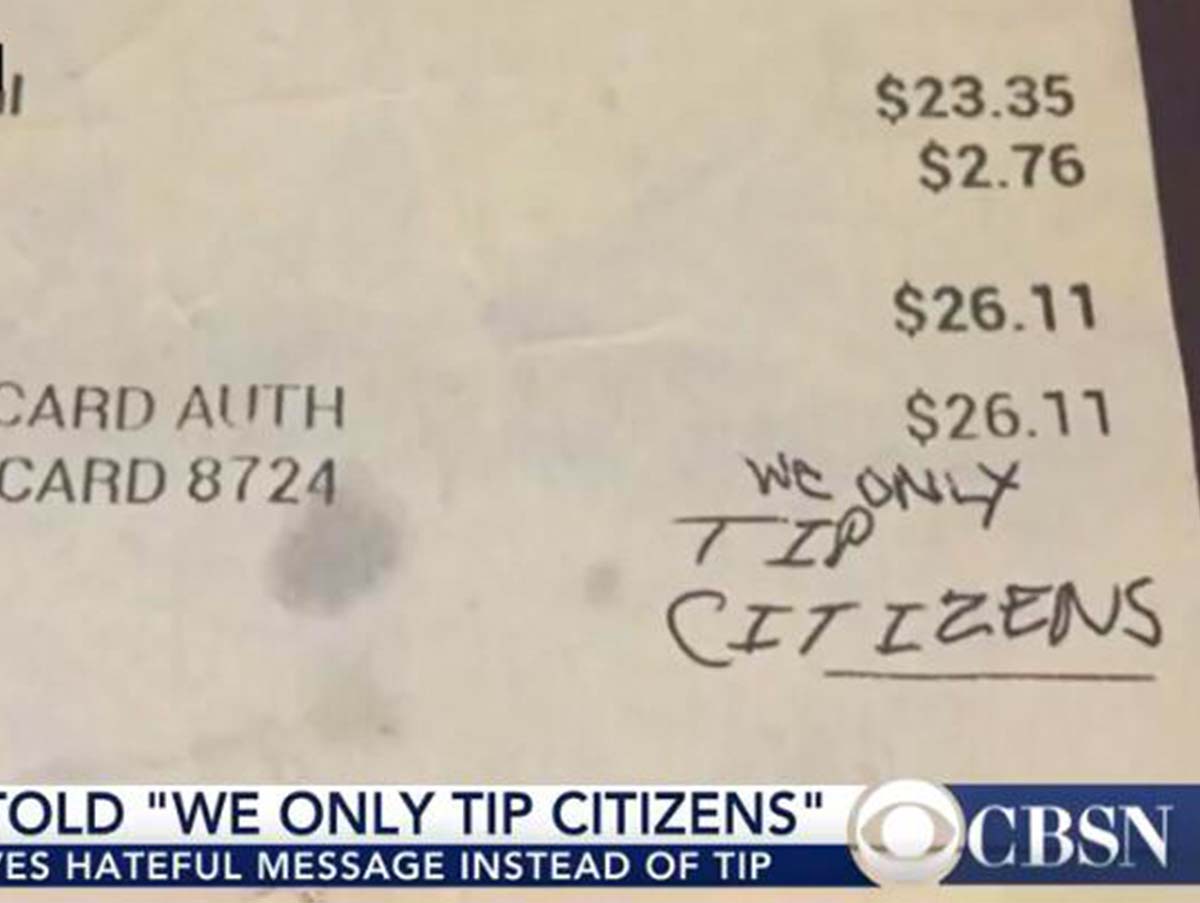 $23.35
$2.76
$26.11
CARD AUTH $26.11
CARD 8724
WE ONLY
TIP
CITIZENS
TOLD "WE ONLY TIP CITIZENS"
HATEFUL MESSAGE INSTEAD OF TIP
CBSN